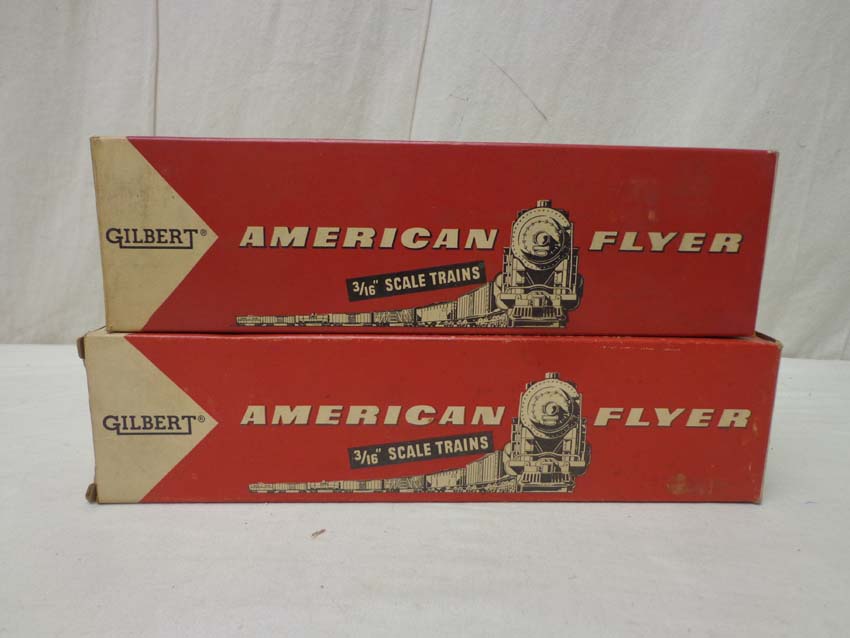 GILBERT® AMERICAN FLYER
3/16" SCALE TRAINS
GILBERT® AMERICAN FLYER
3/16" SCALE TRAINS